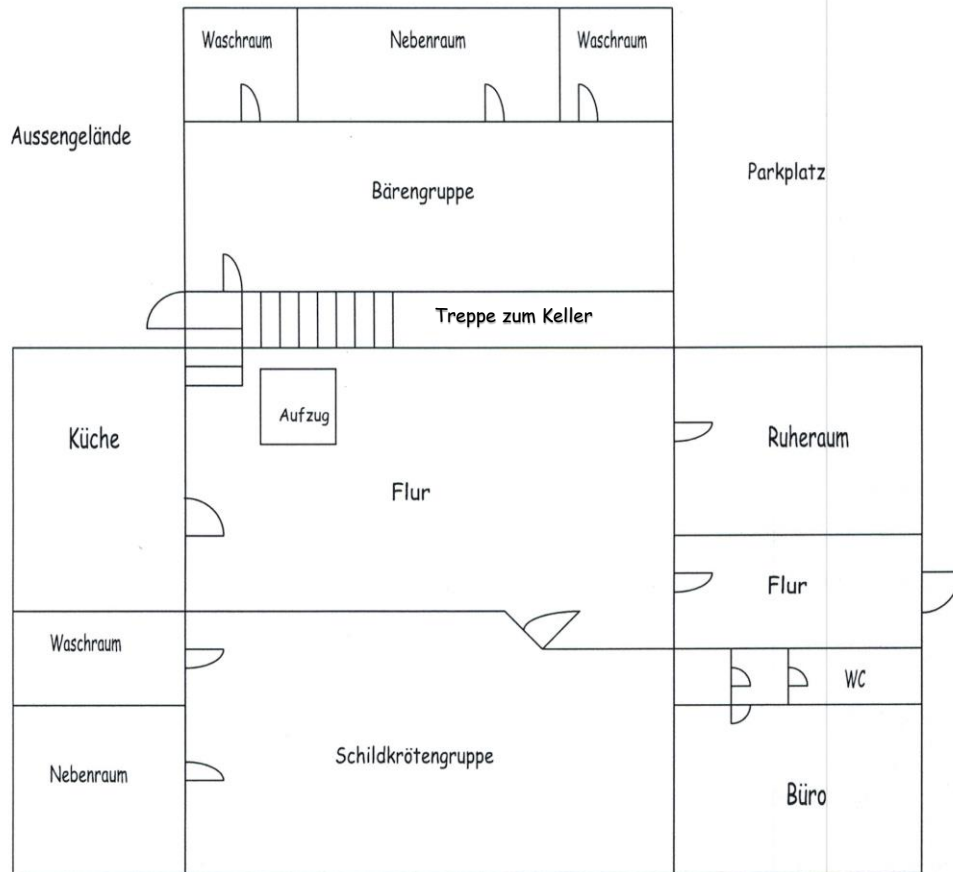 Waschraum
Nebenraum
Waschraum
Aussengelände
Parkplatz
Bärengruppe
Treppe zum Keller
Aufzug
Küche
Ruheraum
Flur
Flur
Waschraum
WC
Schildkrötengruppe
Nebenraum
Büro